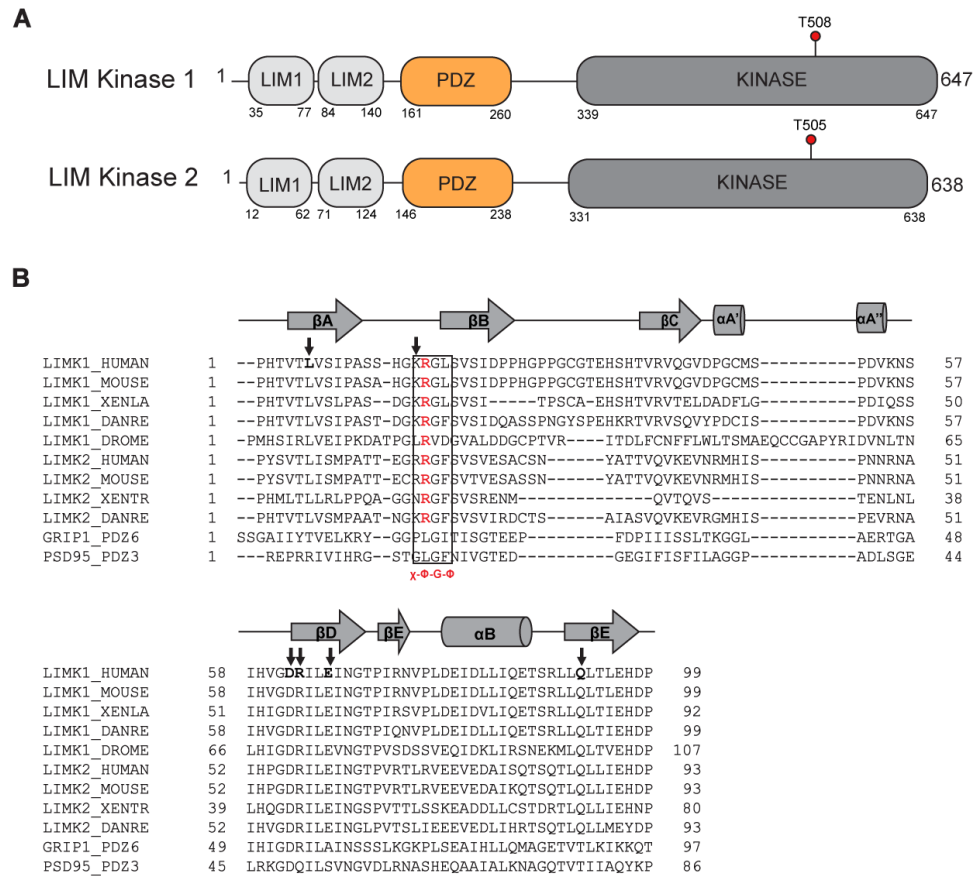 A
LIM Kinase 1
1
LIM1
LIM2
PDZ
KINASE
T508
647
35 77 84 140 161 260 339 647
LIM Kinase 2
1
LIM1
LIM2
PDZ
KINASE
T505
638
12 62 71 124 146 238 331 638
B
βA βB βC αA' αA''
LIMK1_HUMAN 1 --PHTVTLVSIPASS-HGKRGLSVSIDPPHGPPGCGTEHSHTVRVQGVDPGCMS---------PDVKNS 57
LIMK1_MOUSE 1 --PHTVTLVSIPASA-HGKRGLSVSIDPPHGPPGCGTEHSHTVRVQGVDPGCMS---------PDVKNS 57
LIMK1_XENLA 1 --PHTVTLVSLPAS--DGKRGLSVSI-----TPSCA-EHSHTVRVTELDADFLG---------PDIQSS 50
LIMK1_DANRE 1 --PHTVTLVSIPASS-DGKRGFSVSIDQASSPNGYSPEHKRTVRVSQVYPDCIS---------PDVKNS 57
LIMK1_DROME 1 -PMHSIRLVEIPKDATPGLRVDGVALDDGCPTVR---ITDLFCNFFLWLTSMAEQCCGAPYRIDVNLTN 65
LIMK2_HUMAN 1 --PYSVTLISMPATT-EGRRGFSVSVESACSN------YATTVQVKEVNRMHIS---------PNNRNA 51
LIMK2_MOUSE 1 --PYSVTLISMPATT-ECRRGFSVTVESASSN------YATTVQVKEVNRMHIS---------PNNRNA 51
LIMK2_XENTR 1 --PHMLTLLRLPPQA-GGNRGFSVSRENM-------------QVTQVS---------------TENLNL 38
LIMK2_DANRE 1 --PHTVTLVSMPAAT-NGKRGFSVSVIRDCTS------AIASVQVKEVRGMHIS---------PEVRNA 51
GRIP1_PDZ6 1 SSGAIIYTVELKRY--GGPLGITISGTEEP--------FDPIIISSLTKGGL-----------AERTGA 48
PSD95_PDZ3 1 ---REPRRIVIHRG--STGLGFNIVGTED---------GEGIFISFILAGGP-----------ADLSGE 44
χ-Φ-G-Φ
βD βE αB βE
LIMK1_HUMAN 58 IHVGDRILEINGTPIRNVPLDEIDLLIQETSRLLQLTLEHDP 99
LIMK1_MOUSE 58 IHVGDRILEINGTPIRNVPLDEIDLLIQETSRLLQLTLEHDP 99
LIMK1_XENLA 51 IHIGDRILEINGTPIRSVPLDEIDVLIQETSRLLQLTIEHDP 92
LIMK1_DANRE 58 IHVGDRILEINGTPIQNVPLDEIDLLIQETSRLLQLTIEHDP 99
LIMK1_DROME 66 LHIGDRILEVNGTPVSDSSVEQIDKLIRSNEKMLQLTVEHDP 107
LIMK2_HUMAN 52 IHPGDRILEINGTPVRTLRVEEVEDAISQTSQTLQLLIEHDP 93
LIMK2_MOUSE 52 IHPGDRILEINGTPVRTLRVEEVEDAIKQTSQTLQLLIEHDP 93
LIMK2_XENTR 39 LHQGDRILEINGSPVTTLSSKEADDLLCSTDRTLQLLIEHNP 80
LIMK2_DANRE 52 IHVGDRILEINGLPVTSLIEEEVEDLIHRTSQTLQLLMEYDP 93
GRIP1_PDZ6 49 IHIGDRILAINSSSLKGKPLSEAIHLLQMAGETVTLKIKKQT 97
PSD95_PDZ3 45 LRKGDQILSVNGVDLRNASHEQAAIALKNAGQTVTIIAQYKP 86